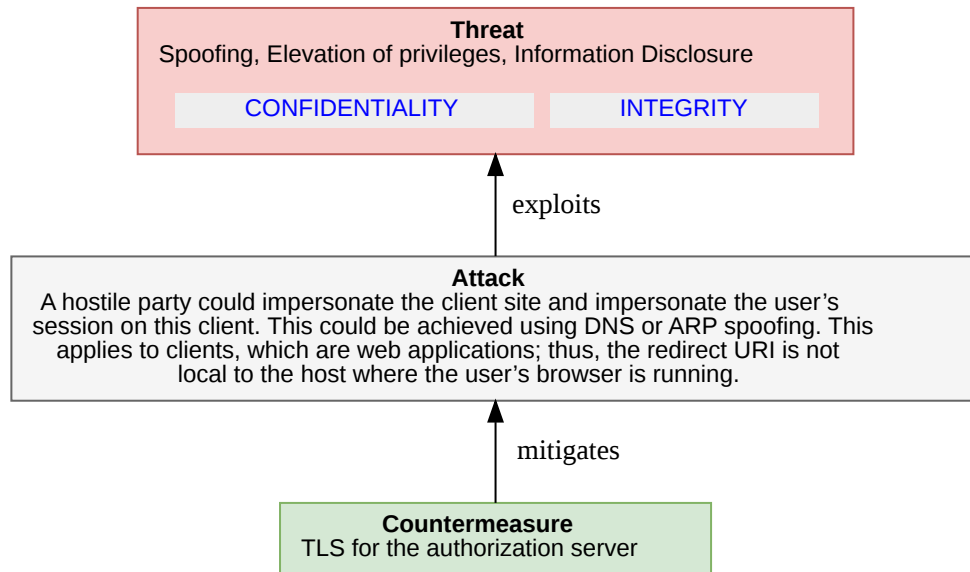 Threat
Spoofing, Elevation of privileges, Information Disclosure
CONFIDENTIALITY INTEGRITY
exploits
Attack
A hostile party could impersonate the client site and impersonate the user’s
session on this client. This could be achieved using DNS or ARP spoofing. This
applies to clients, which are web applications; thus, the redirect URI is not
local to the host where the user’s browser is running.
mitigates
Countermeasure
TLS for the authorization server